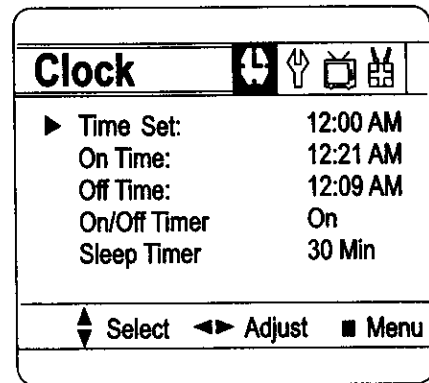 Clock
Time Set: 12:00 AM
On Time: 12:21 AM
Off Time: 12:09 AM
On/Off Timer On
Sleep Timer 30 Min
Select Adjust Menu